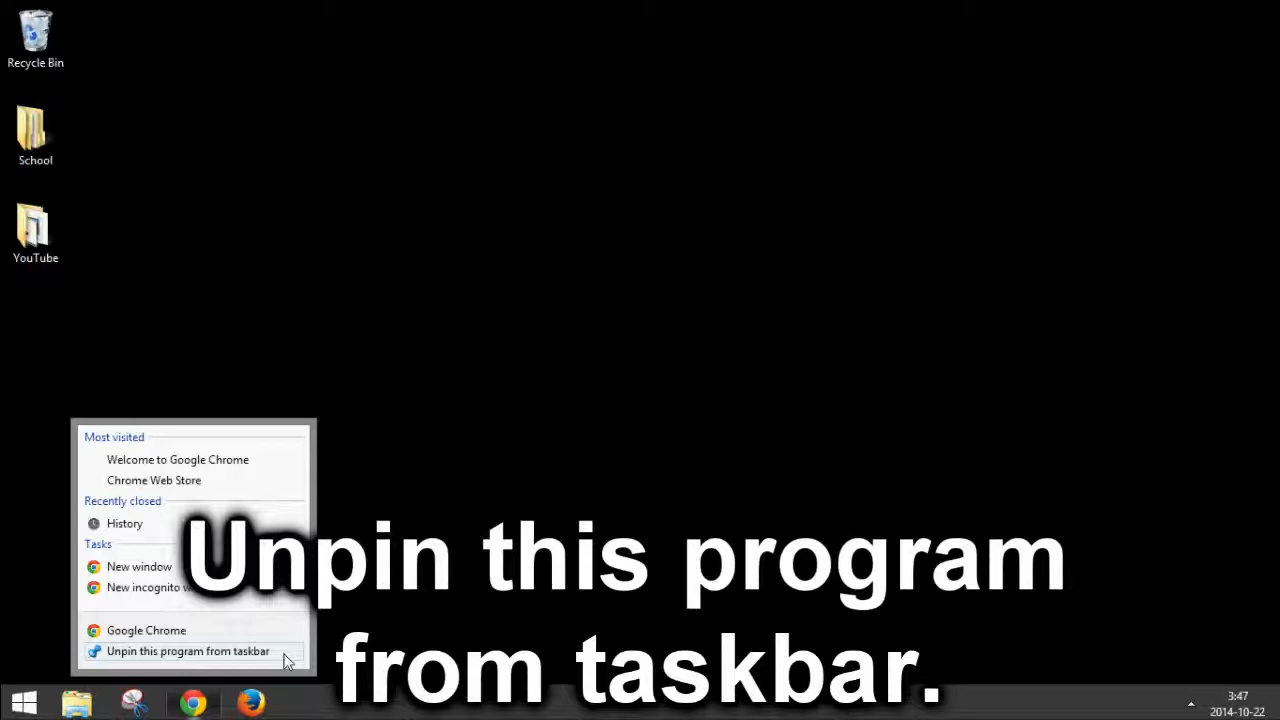 Recycle Bin
School
YouTube
Most visited
Welcome to Google Chrome
Chrome Web Store
Recently closed
History
Tasks
New window
New incognito
Google Chrome
Unpin this program from taskbar
Unpin this program
from taskbar.
3:47
2014-10-22